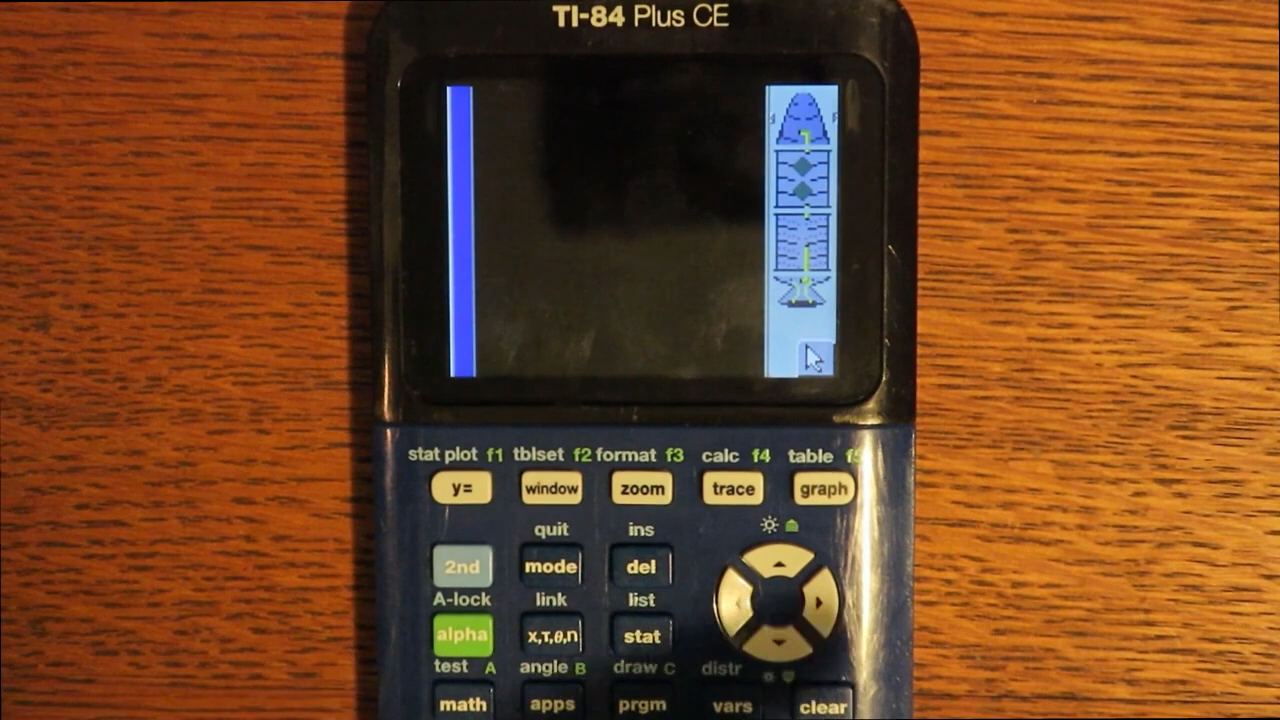 TI-84 Plus CE
stat plot f1 tblset f2 format f3 calc f4 table f5
y= window zoom trace graph
quit ins
2nd mode del
A-lock link list
alpha x,T,θ,n stat
test A angle B draw C distr
math apps prgm vars clear